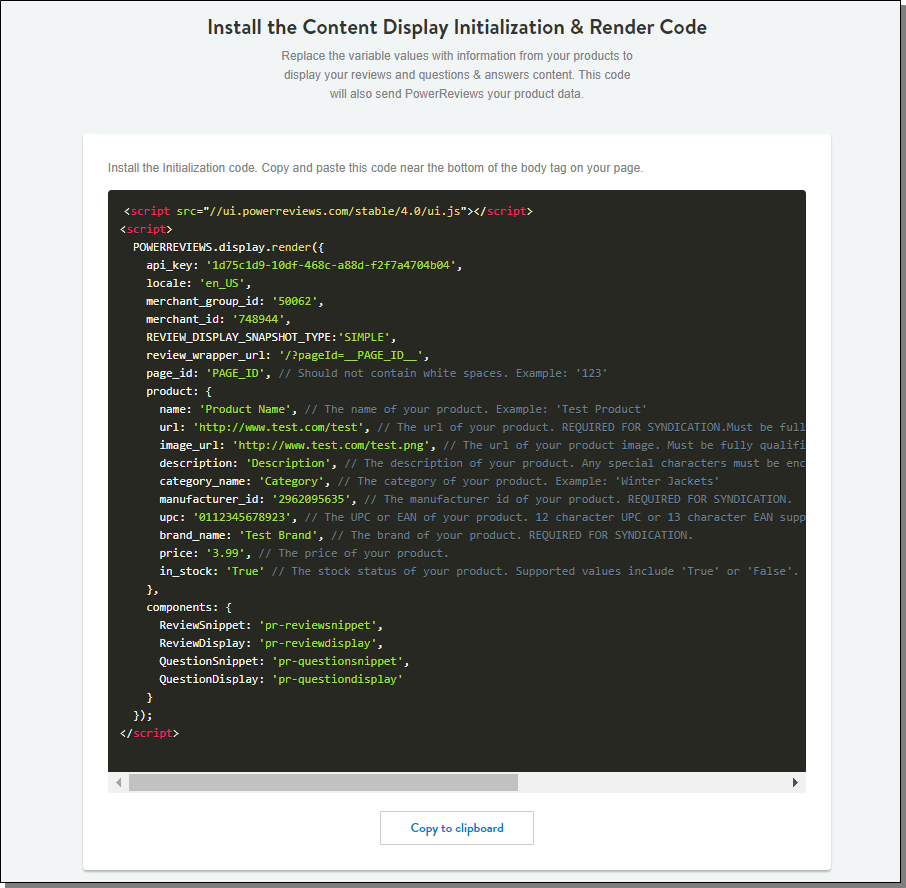 Install the Content Display Initialization & Render Code
Replace the variable values with information from your products to
display your reviews and questions & answers content. This code
will also send PowerReviews your product data.
Install the Initialization code. Copy and paste this code near the bottom of the body tag on your page.
<script src="//ui.powerreviews.com/stable/4.0/ui.js"></script>
<script>
POWERREVIEWS.display.render({
api_key: '1d75c1d9-10df-468c-a88d-f2f7a4704b04',
locale: 'en_US',
merchant_group_id: '50062',
merchant_id: '748944',
REVIEW_DISPLAY_SNAPSHOT_TYPE:'SIMPLE',
review_wrapper_url: '/?pageId=__PAGE_ID__',
page_id: 'PAGE_ID', // Should not contain white spaces. Example: '123'
product: {
name: 'Product Name', // The name of your product. Example: 'Test Product'
url: 'http://www.test.com/test', // The url of your product. REQUIRED FOR SYNDICATION.Must be full
image_url: 'http://www.test.com/test.png', // The url of your product image. Must be fully qualifi
description: 'Description', // The description of your product. Any special characters must be enc
category_name: 'Category', // The category of your product. Example: 'Winter Jackets'
manufacturer_id: '2962095635', // The manufacturer id of your product. REQUIRED FOR SYNDICATION.
upc: '0112345678923', // The UPC or EAN of your product. 12 character UPC or 13 character EAN supp
brand_name: 'Test Brand', // The brand of your product. REQUIRED FOR SYNDICATION.
price: '3.99', // The price of your product.
in_stock: 'True' // The stock status of your product. Supported values include 'True' or 'False'.
},
components: {
ReviewSnippet: 'pr-reviewsnippet',
ReviewDisplay: 'pr-reviewdisplay',
QuestionSnippet: 'pr-questionsnippet',
QuestionDisplay: 'pr-questiondisplay'
}
});
</script>
Copy to clipboard